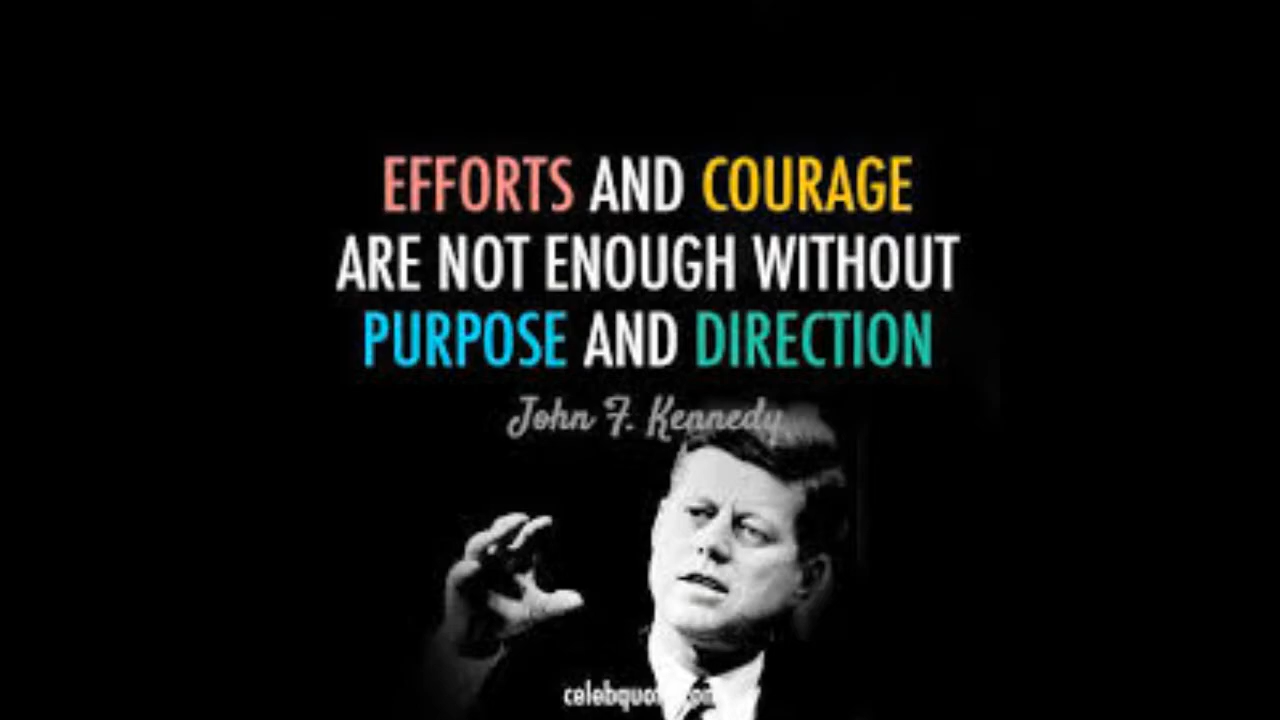 EFFORTS AND COURAGE
ARE NOT ENOUGH WITHOUT
PURPOSE AND DIRECTION
John F. Kennedy